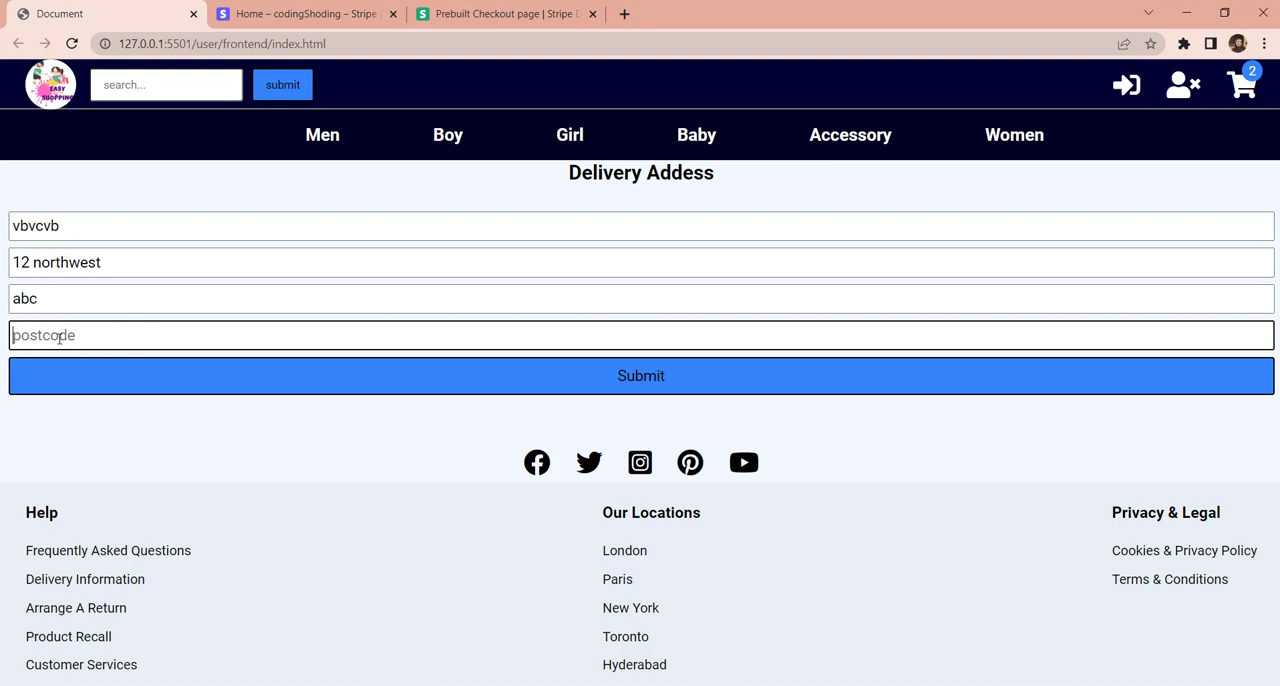 Document
Home – codingShoding – Stripe
Prebuilt Checkout page | Stripe D
127.0.0.1:5501/user/frontend/index.html
EASY
SHOPPING
search...
submit
2
Men Boy Girl Baby Accessory Women
Delivery Addess
vbvcvb
12 northwest
abc
postcode
Submit
Help
Frequently Asked Questions
Delivery Information
Arrange A Return
Product Recall
Customer Services
Our Locations
London
Paris
New York
Toronto
Hyderabad
Privacy & Legal
Cookies & Privacy Policy
Terms & Conditions